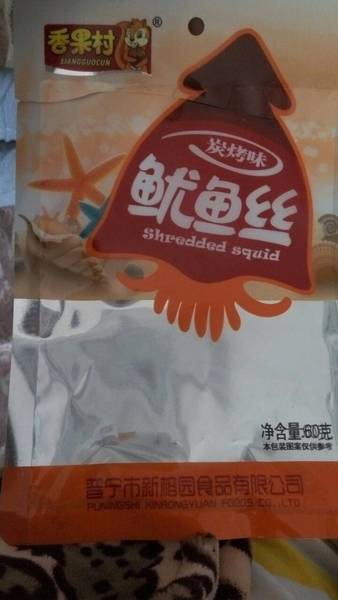 香果村®
XIANGGUOCUN
炭烤味
鱿鱼丝
Shredded squid
净含量:60克
本包装图案仅供参考
普宁市新榕园食品有限公司
PUNINGSHI XINRONGYUAN FOODS CO.,LTD